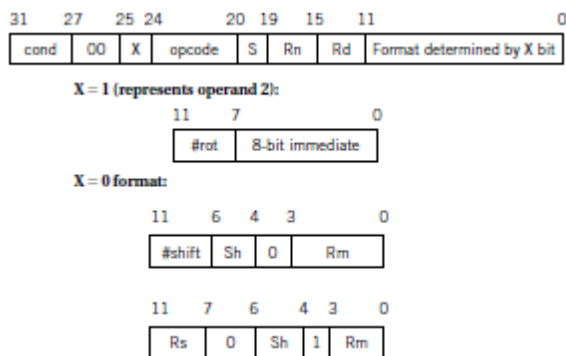 31 27 25 24 20 19 15 11 0
cond 00 X opcode S Rn Rd Format determined by X bit
X = 1 (represents operand 2):
11 7 0
#rot 8-bit immediate
X = 0 format:
11 6 4 3 0
#shift Sh 0 Rm
11 7 6 4 3 0
Rs 0 Sh 1 Rm